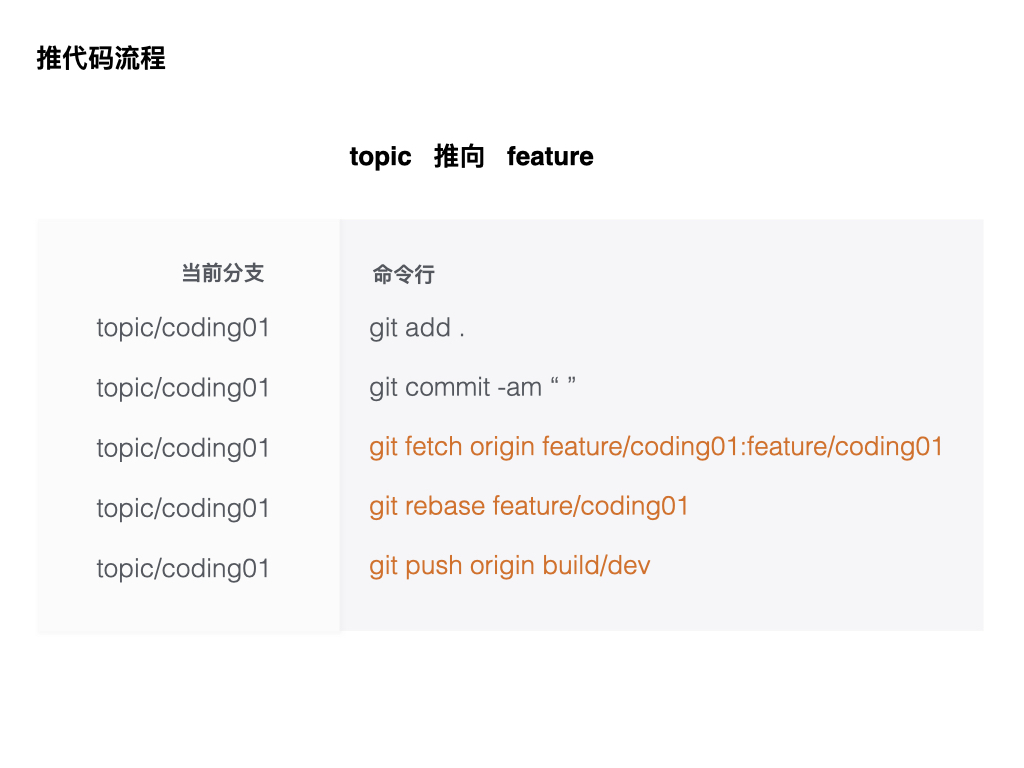 推代码流程
topic 推向 feature
当前分支 命令行
topic/coding01 git add .
topic/coding01 git commit -am “ ”
topic/coding01 git fetch origin feature/coding01:feature/coding01
topic/coding01 git rebase feature/coding01
topic/coding01 git push origin build/dev